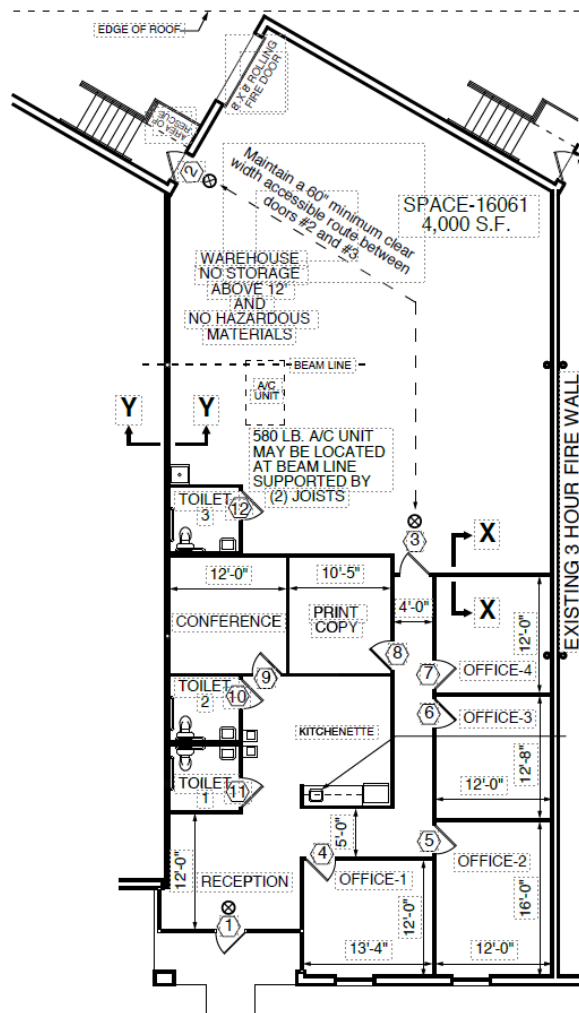 EDGE OF ROOF
8 X 8 ROLLING
FIRE DOOR
AREA OF
RESCUE
2
Maintain a 60" minimum clear
width accessible route between
doors #2 and #3
SPACE-16061
4,000 S.F.
WAREHOUSE
NO STORAGE
ABOVE 12'
AND
NO HAZARDOUS
MATERIALS
BEAM LINE
A/C
UNIT
Y
Y
580 LB. A/C UNIT
MAY BE LOCATED
AT BEAM LINE
SUPPORTED BY
(2) JOISTS
EXISTING 3 HOUR FIRE WALL
TOILET
3
12
3
X
X
12'-0"
10'-5"
4'-0"
12'-0"
CONFERENCE
PRINT
COPY
8
7
OFFICE-4
9
TOILET
2
10
6
OFFICE-3
KITCHENETTE
12'-8"
TOILET
1
11
12'-0"
5'-0"
5
4
12'-0"
RECEPTION
OFFICE-1
OFFICE-2
12'-0"
16'-0"
1
13'-4"
12'-0"